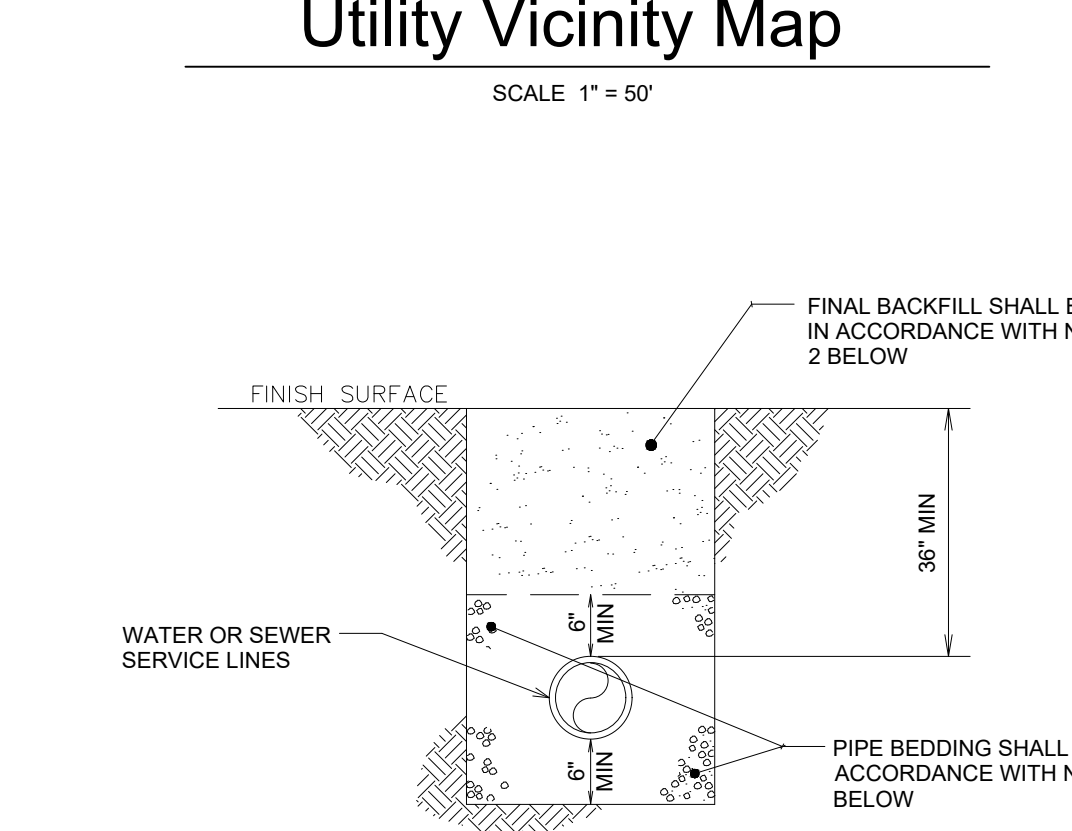 Utility Vicinity Map
SCALE 1" = 50'
FINAL BACKFILL SHALL
IN ACCORDANCE WITH
2 BELOW
FINISH SURFACE
36" MIN
6"
MIN
WATER OR SEWER
SERVICE LINES
6"
MIN
PIPE BEDDING SHALL
ACCORDANCE WITH
BELOW